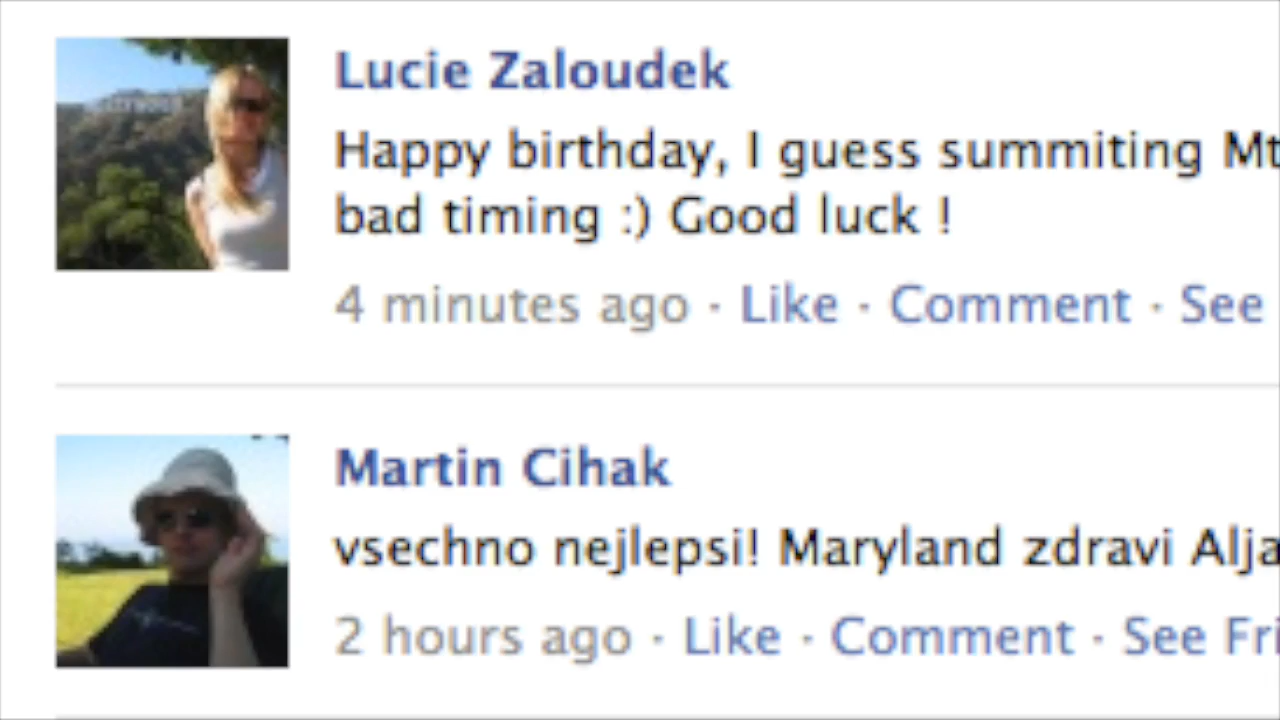 Lucie Zaloudek
Happy birthday, I guess summiting Mt
bad timing :) Good luck !
4 minutes ago · Like · Comment · See
Martin Cihak
vsechno nejlepsi! Maryland zdravi Alja
2 hours ago · Like · Comment · See Fri